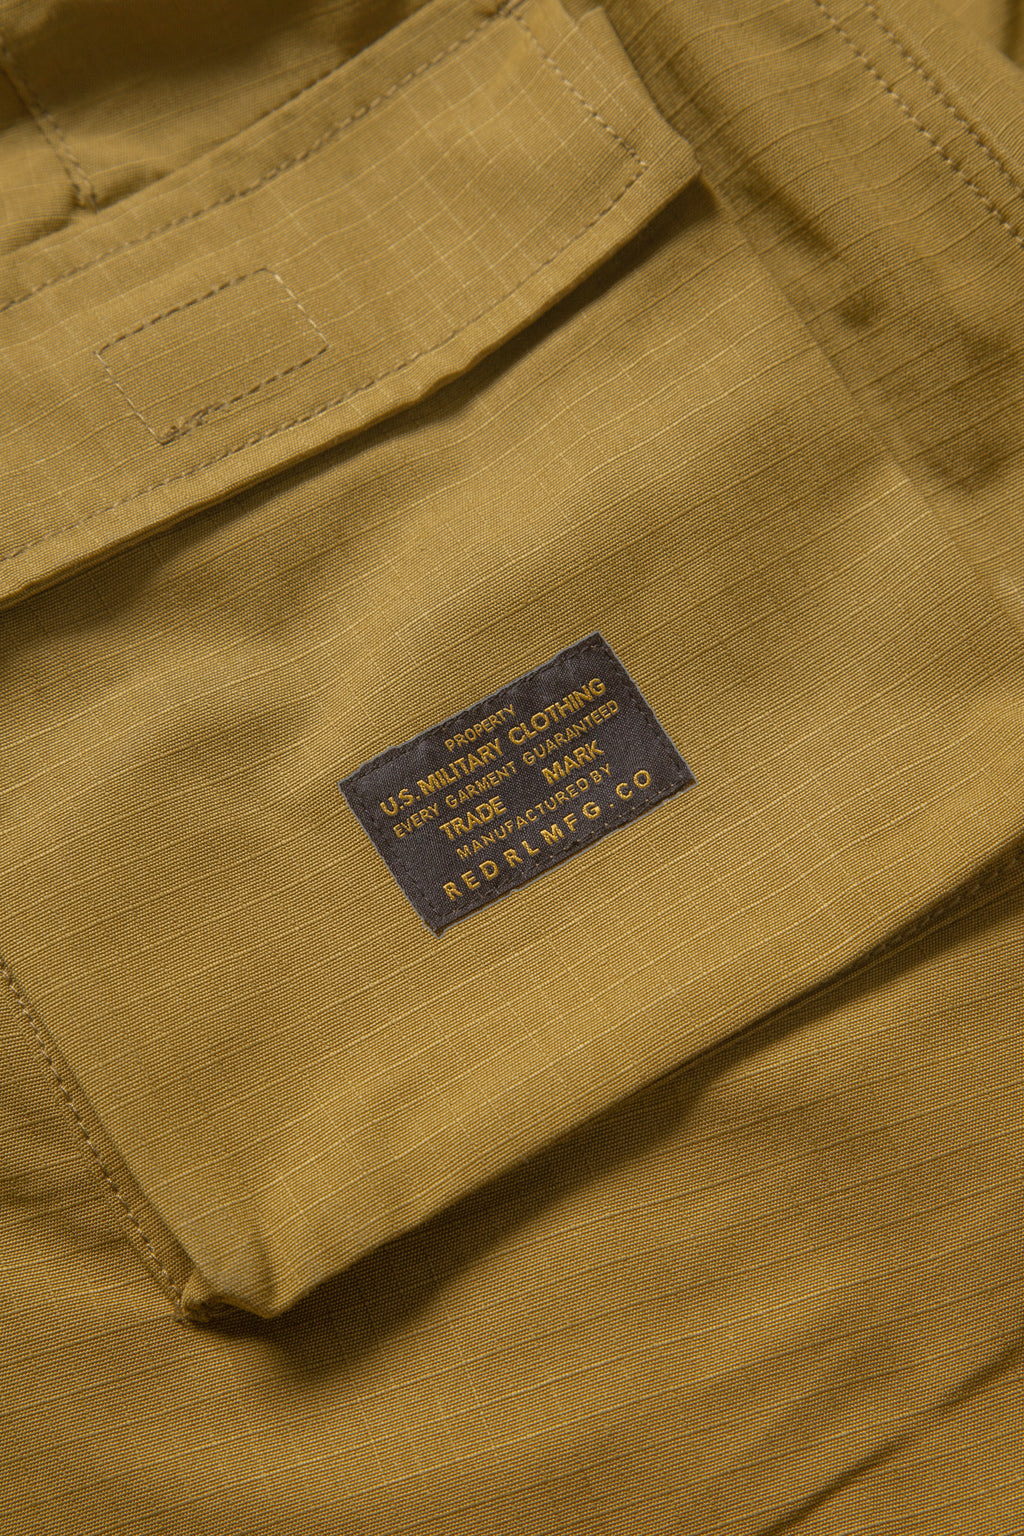 PROPERTY
U.S. MILITARY CLOTHING
EVERY GARMENT GUARANTEED
TRADE MARK
MANUFACTURED BY
REDRLMFG.CO